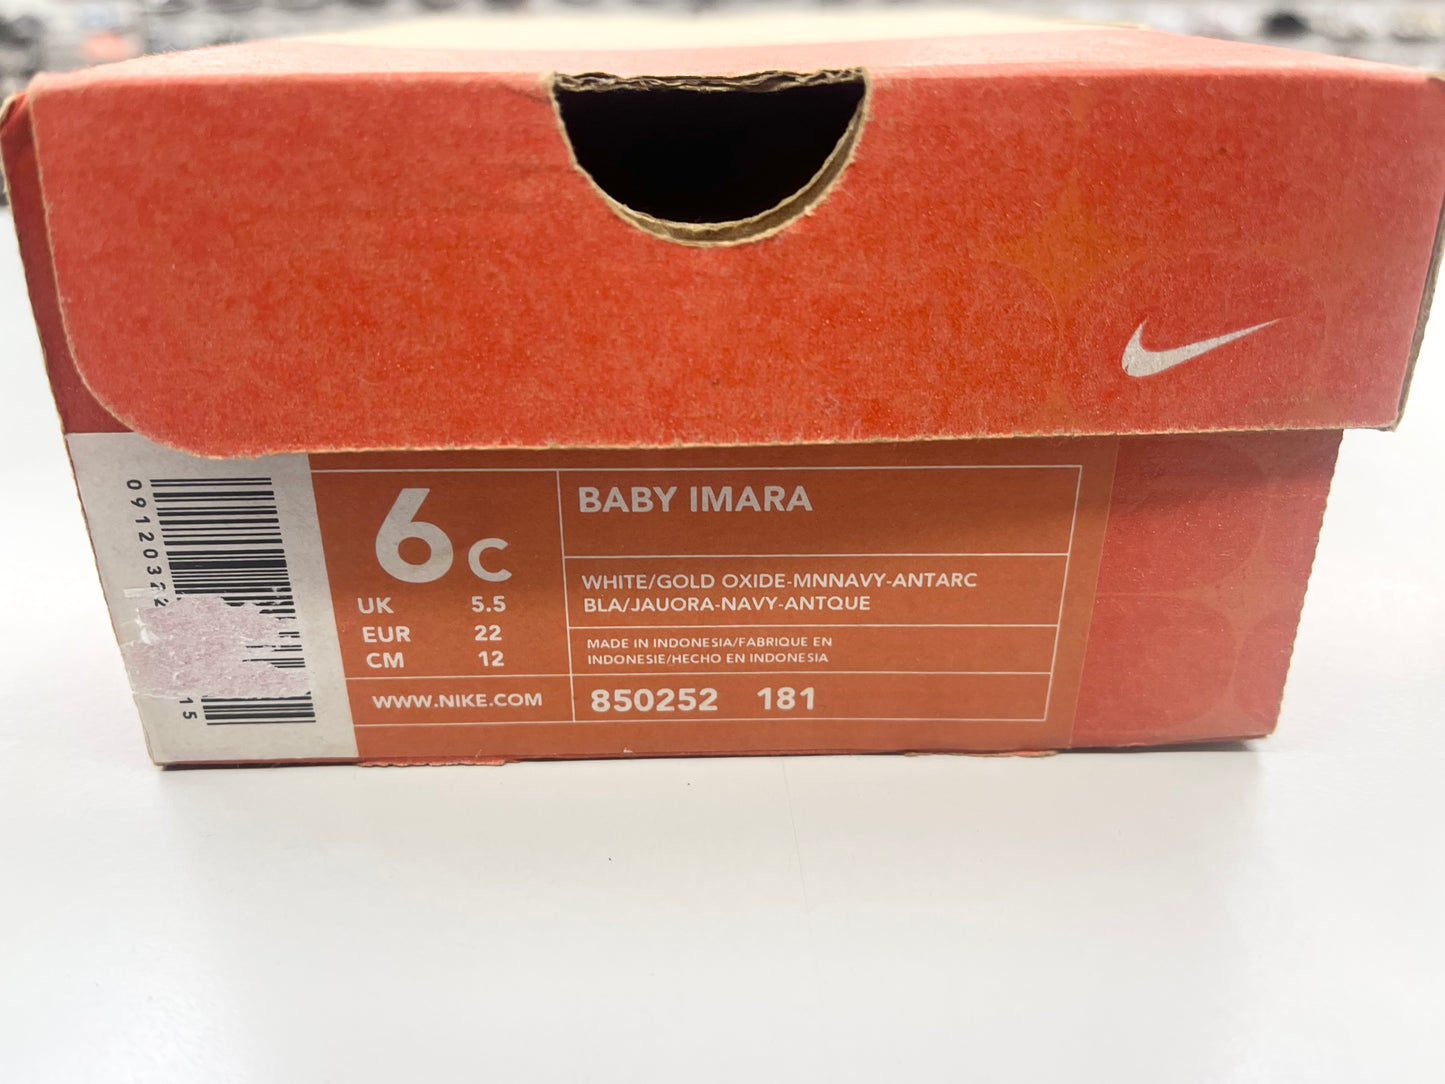 6 C
UK 5.5
EUR 22
CM 12
WWW.NIKE.COM
BABY IMARA
WHITE/GOLD OXIDE-MNNAVY-ANTARC
BLA/JAUORA-NAVY-ANTQUE
MADE IN INDONESIA/FABRIQUE EN
INDONESIE/HECHO EN INDONESIA
850252 181